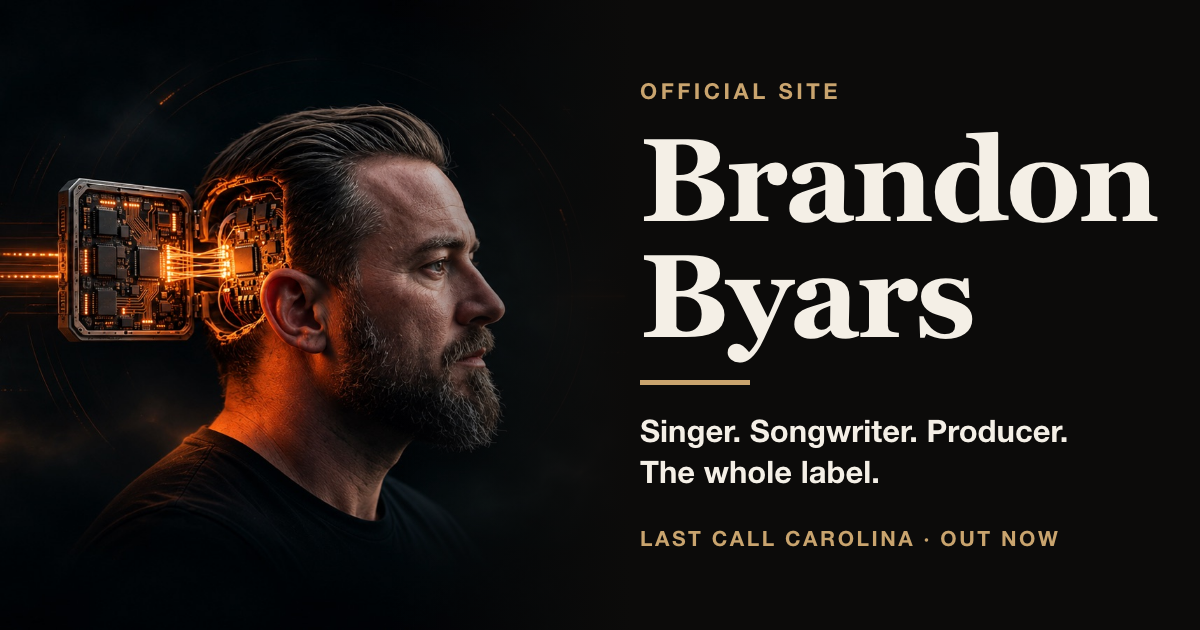 OFFICIAL SITE
Brandon
Byars
Singer. Songwriter. Producer.
The whole label.
LAST CALL CAROLINA · OUT NOW